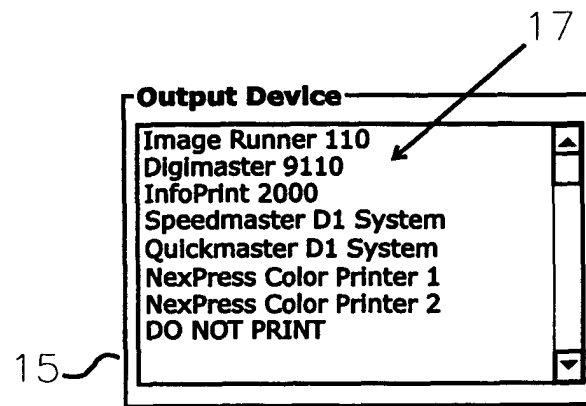 17
Output Device
Image Runner 110
Digimaster 9110
InfoPrint 2000
Speedmaster D1 System
Quickmaster D1 System
NexPress Color Printer 1
NexPress Color Printer 2
DO NOT PRINT
15